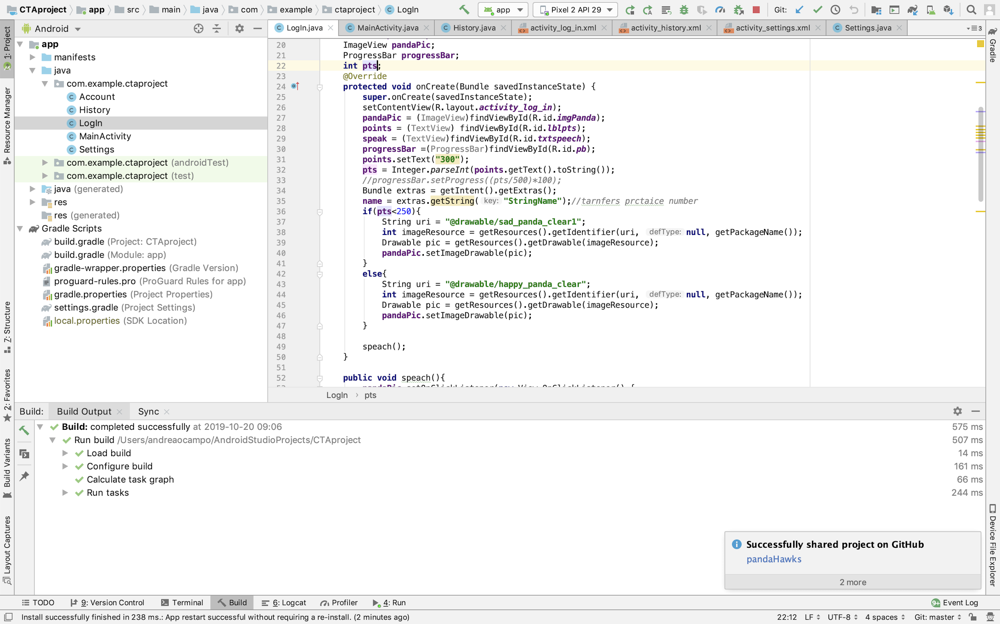 CTAproject app src main java com example ctaproject LogIn app Pixel 2 API 29 Git:
1: Project
Resource Manager
Z: Structure
2: Favorites
Build Variants
Layout Captures
Android
app
manifests
java
com.example.ctaproject
Account
History
LogIn
MainActivity
Settings
com.example.ctaproject (androidTest)
com.example.ctaproject (test)
java (generated)
res
res (generated)
Gradle Scripts
build.gradle (Project: CTAproject)
build.gradle (Module: app)
gradle-wrapper.properties (Gradle Version)
proguard-rules.pro (ProGuard Rules for app)
gradle.properties (Project Properties)
settings.gradle (Project Settings)
local.properties (SDK Location)
LogIn.java MainActivity.java History.java activity_log_in.xml activity_history.xml activity_settings.xml Settings.java 3
20 ImageView pandaPic;
21 ProgressBar progressBar;
22 int pts;
23 @Override
24 protected void onCreate(Bundle savedInstanceState) {
25 super.onCreate(savedInstanceState);
26 setContentView(R.layout.activity_log_in);
27 pandaPic = (ImageView)findViewById(R.id.imgPanda);
28 points = (TextView) findViewById(R.id.lblpts);
29 speak = (TextView)findViewById(R.id.txtspeech);
30 progressBar =(ProgressBar)findViewById(R.id.pb);
31 points.setText("300");
32 pts = Integer.parseInt(points.getText().toString());
33 //progressBar.setProgress((pts/500)*100);
34 Bundle extras = getIntent().getExtras();
35 name = extras.getString( key: "StringName");//tarnfers prctaice number
36 if(pts<250){
37 String uri = "@drawable/sad_panda_clear1";
38 int imageResource = getResources().getIdentifier(uri, defType: null, getPackageName());
39 Drawable pic = getResources().getDrawable(imageResource);
40 pandaPic.setImageDrawable(pic);
41 }
42 else{
43 String uri = "@drawable/happy_panda_clear";
44 int imageResource = getResources().getIdentifier(uri, defType: null, getPackageName());
45 Drawable pic = getResources().getDrawable(imageResource);
46 pandaPic.setImageDrawable(pic);
47 }
48
49 speach();
50 }
51
52 public void speach(){
53 pandaPic.setOnClickListener(new View.OnClickListener() {
LogIn › pts
Gradle
Device File Explorer
Build: Build Output Sync
Build: completed successfully at 2019-10-20 09:06 575 ms
Run build /Users/andreaocampo/AndroidStudioProjects/CTAproject 507 ms
Load build 14 ms
Configure build 161 ms
Calculate task graph 66 ms
Run tasks 244 ms
Successfully shared project on GitHub
pandaHawks
2 more
TODO 9: Version Control Terminal Build 6: Logcat Profiler 4: Run 9+ Event Log
Install successfully finished in 238 ms.: App restart successful without requiring a re-install. (2 minutes ago) 22:12 LF UTF-8 4 spaces Git: master